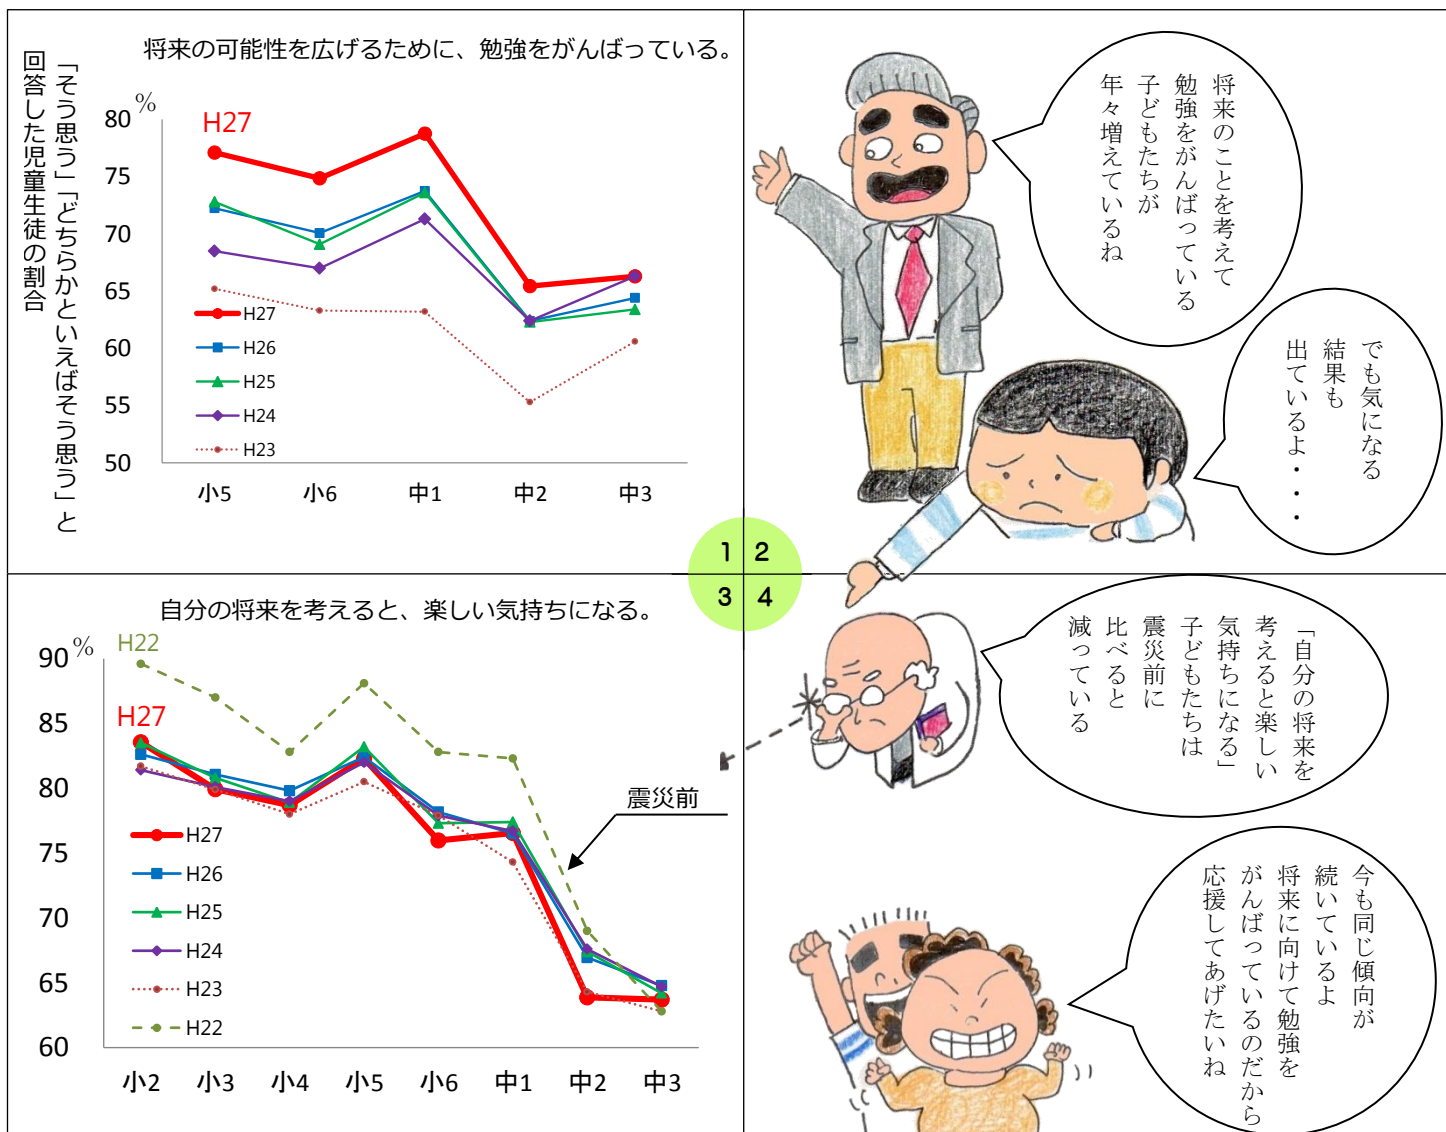 将来の可能性を広げるために、勉強をがんばっている。
「そう思う」「どちらかといえばそう思う」と
回答した児童生徒の割合
%
80
75
70
65
60
55
50
H27
H27
H26
H25
H24
H23
小5
小6
中1
中2
中3
将来のことを考えて
勉強をがんばっている
子どもたちが
年々増えているね
でも気になる
結果も
出ているよ・・・
1
2
3
4
自分の将来を考えると、楽しい気持ちになる。
%
90
85
80
75
70
65
60
H22
H27
震災前
H27
H26
H25
H24
H23
H22
小2
小3
小4
小5
小6
中1
中2
中3
「自分の将来を
考えると楽しい
気持ちになる」
子どもたちは
震災前に
比べると
減っている
今も同じ傾向が
続いているよ
将来に向けて勉強を
がんばっているのだから
応援してあげたいね